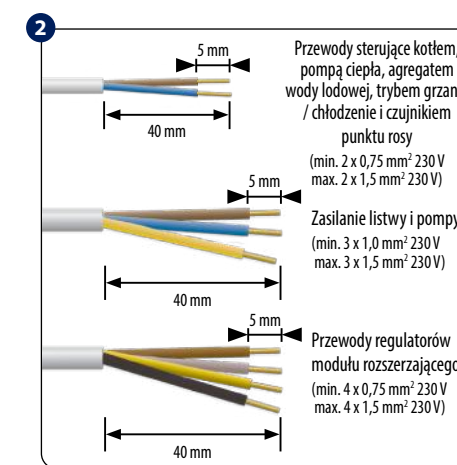 2
5 mm
40 mm
Przewody sterujące kotłem,
pompą ciepła, agregatem
wody lodowej, trybem grzan
/ chłodzenie i czujnikiem
punktu rosy
(min. 2 x 0,75 mm² 230 V
max. 2 x 1,5 mm² 230 V)
5 mm
40 mm
Zasilanie listwy i pompy
(min. 3 x 1,0 mm² 230 V
max. 3 x 1,5 mm² 230 V)
5 mm
40 mm
Przewody regulatorów
modułu rozszerzającego
(min. 4 x 0,75 mm² 230 V
max. 4 x 1,5 mm² 230 V)